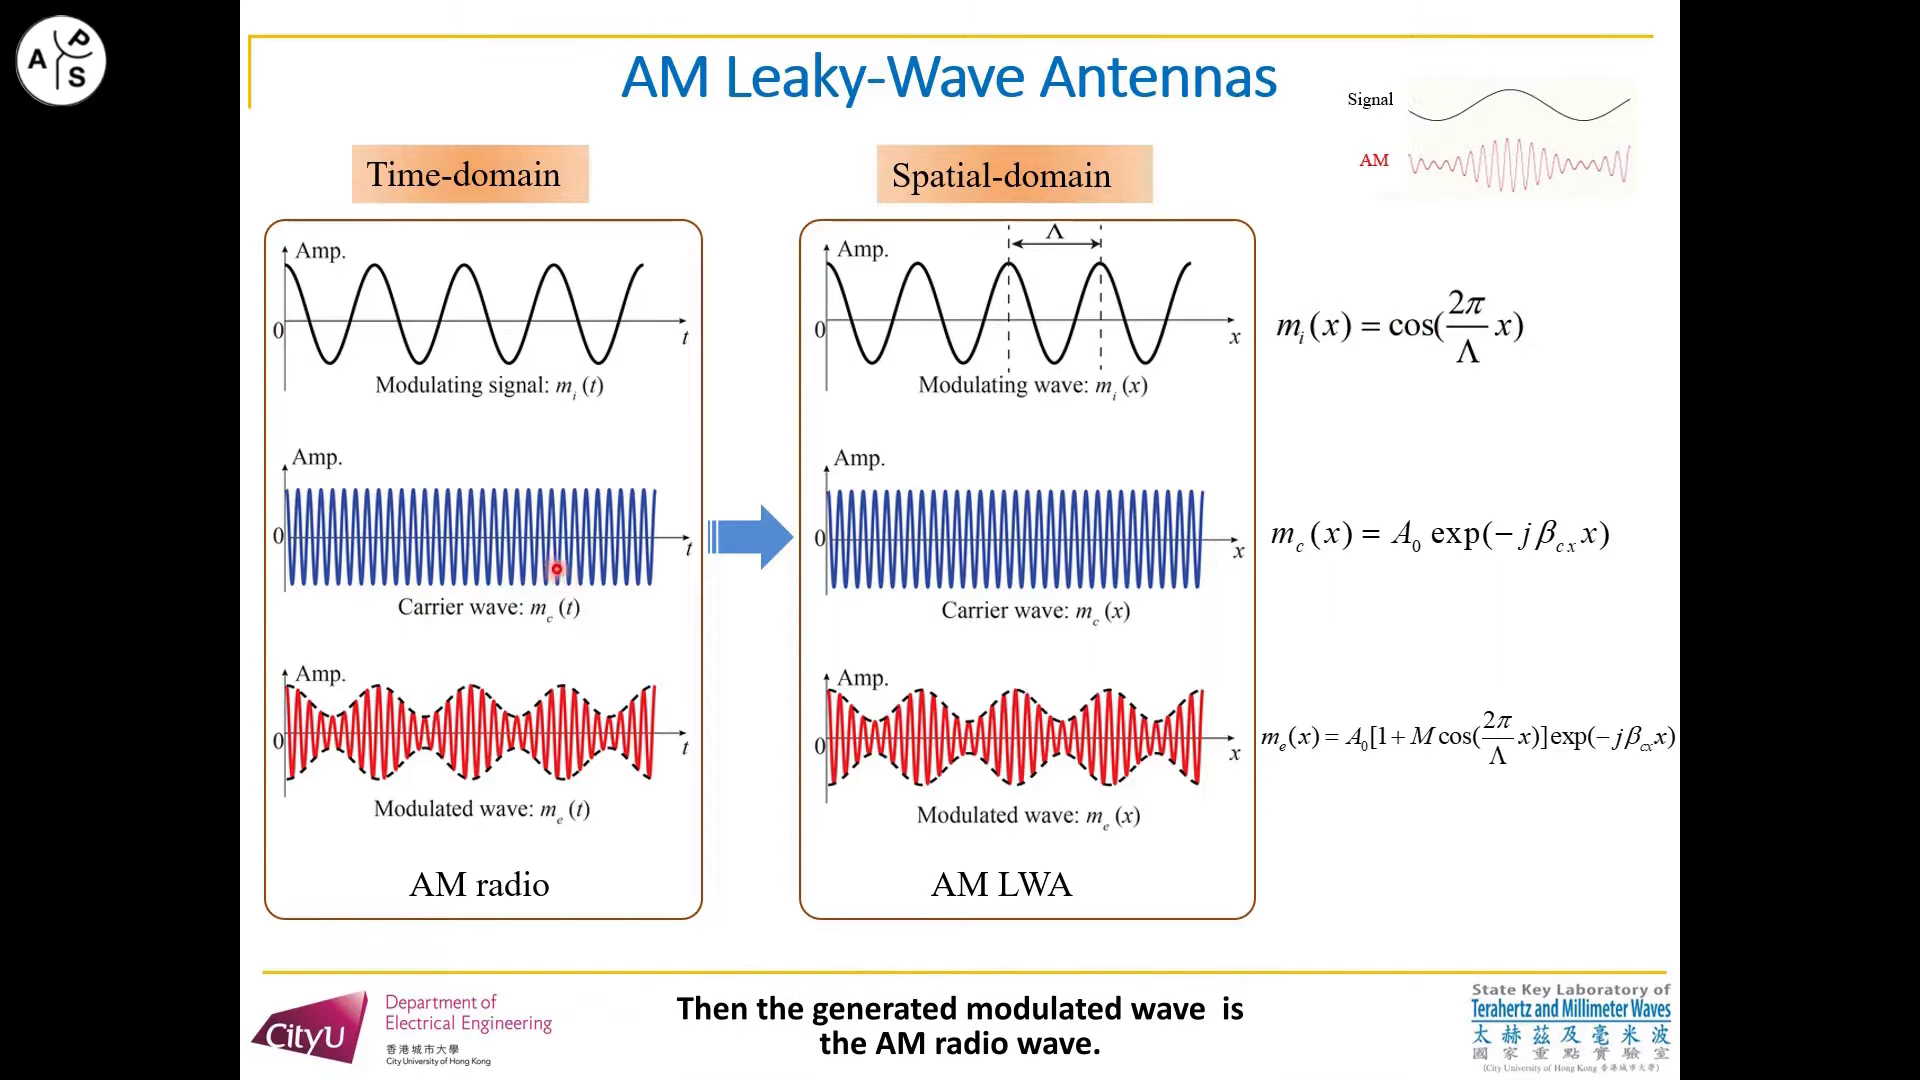 A P S
AM Leaky-Wave Antennas
Signal
AM
Time-domain
Spatial-domain
Amp.
0
t
Modulating signal: mᵢ (t)
Amp.
0
t
Carrier wave: m_c (t)
Amp.
0
t
Modulated wave: m_e (t)
AM radio
Λ
Amp.
0
x
Modulating wave: mᵢ (x)
Amp.
0
x
Carrier wave: m_c (x)
Amp.
0
x
Modulated wave: m_e (x)
AM LWA
mᵢ(x) = cos(2π/Λ x)
m_c(x) = A₀ exp(−jβ_cx x)
m_e(x) = A₀[1+M cos(2π/Λ x)]exp(−jβ_cx x)
CityU
Department of
Electrical Engineering
香港城市大學
City University of Hong Kong
Then the generated modulated wave is
the AM radio wave.
State Key Laboratory of
Terahertz and Millimeter Waves
太赫茲及毫米波
國家重點實驗室
(City University of Hong Kong 香港城市大學)